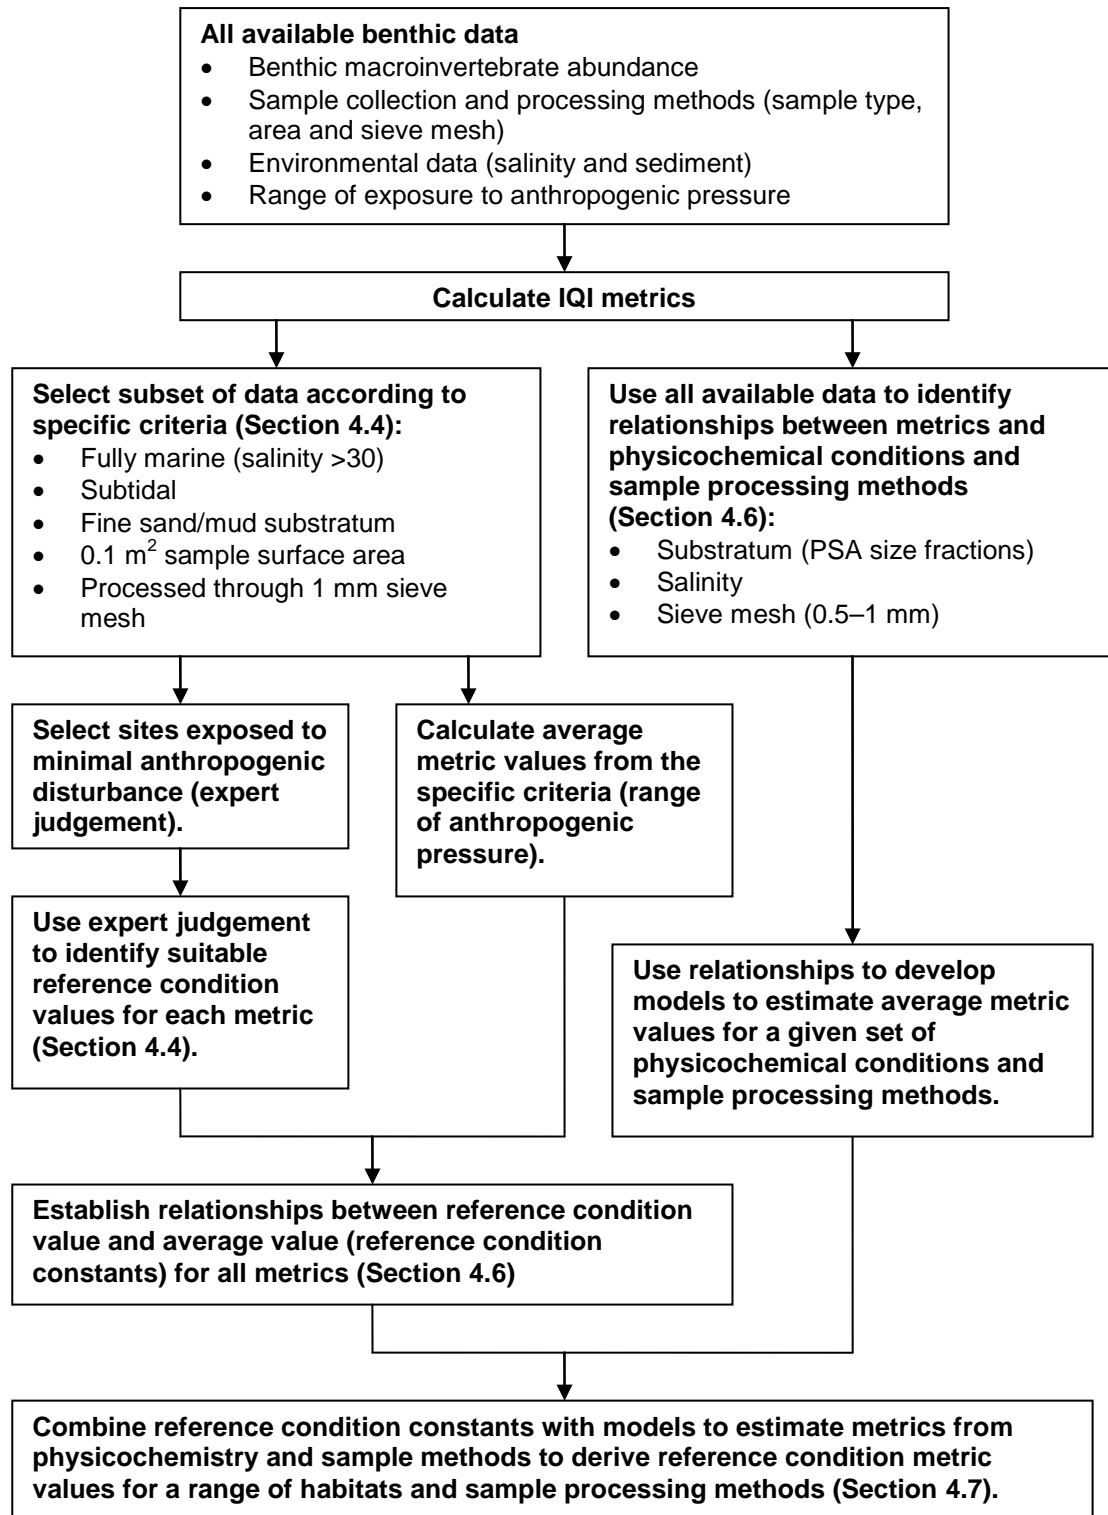 All available benthic data
• Benthic macroinvertebrate abundance
• Sample collection and processing methods (sample type,
area and sieve mesh)
• Environmental data (salinity and sediment)
• Range of exposure to anthropogenic pressure
Calculate IQI metrics
Select subset of data according to
specific criteria (Section 4.4):
• Fully marine (salinity >30)
• Subtidal
• Fine sand/mud substratum
• 0.1 m² sample surface area
• Processed through 1 mm sieve
mesh
Use all available data to identify
relationships between metrics and
physicochemical conditions and
sample processing methods
(Section 4.6):
• Substratum (PSA size fractions)
• Salinity
• Sieve mesh (0.5–1 mm)
Select sites exposed to
minimal anthropogenic
disturbance (expert
judgement).
Calculate average
metric values from the
specific criteria (range
of anthropogenic
pressure).
Use expert judgement
to identify suitable
reference condition
values for each metric
(Section 4.4).
Use relationships to develop
models to estimate average metric
values for a given set of
physicochemical conditions and
sample processing methods.
Establish relationships between reference condition
value and average value (reference condition
constants) for all metrics (Section 4.6)
Combine reference condition constants with models to estimate metrics from
physicochemistry and sample methods to derive reference condition metric
values for a range of habitats and sample processing methods (Section 4.7).